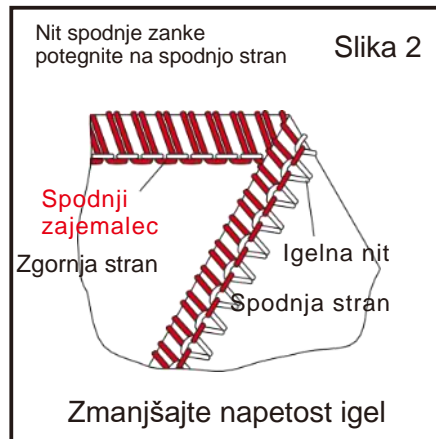 Nit spodnje zanke
potegnite na spodnjo stran
Slika 2
Spodnji
zajemalec
Zgornja stran
Igelna nit
Spodnja stran
Zmanjšajte napetost igel